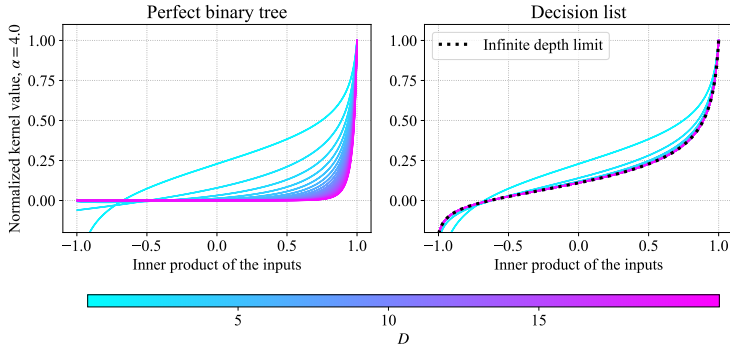 Perfect binary tree
Decision list
Normalized kernel value, α = 4.0
1.00
0.75
0.50
0.25
0.00
−1.0 −0.5 0.0 0.5 1.0
Inner product of the inputs
Infinite depth limit
1.00
0.75
0.50
0.25
0.00
−1.0 −0.5 0.0 0.5 1.0
Inner product of the inputs
5 10 15
D